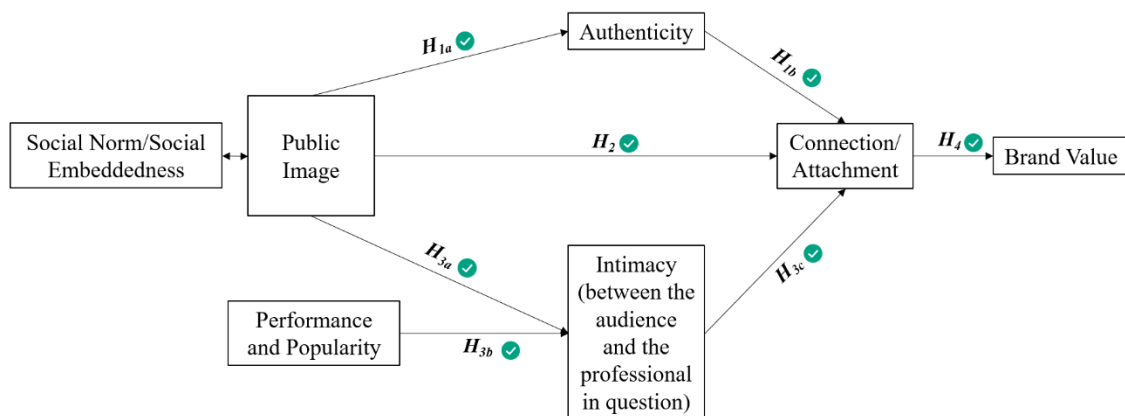 H1a
Authenticity
H1b
Social Norm/Social
Embeddedness
Public
Image
H2
Connection/
Attachment
H4
Brand Value
H3a
Performance
and Popularity
H3b
Intimacy
(between the
audience
and the
professional
in question)
H3c